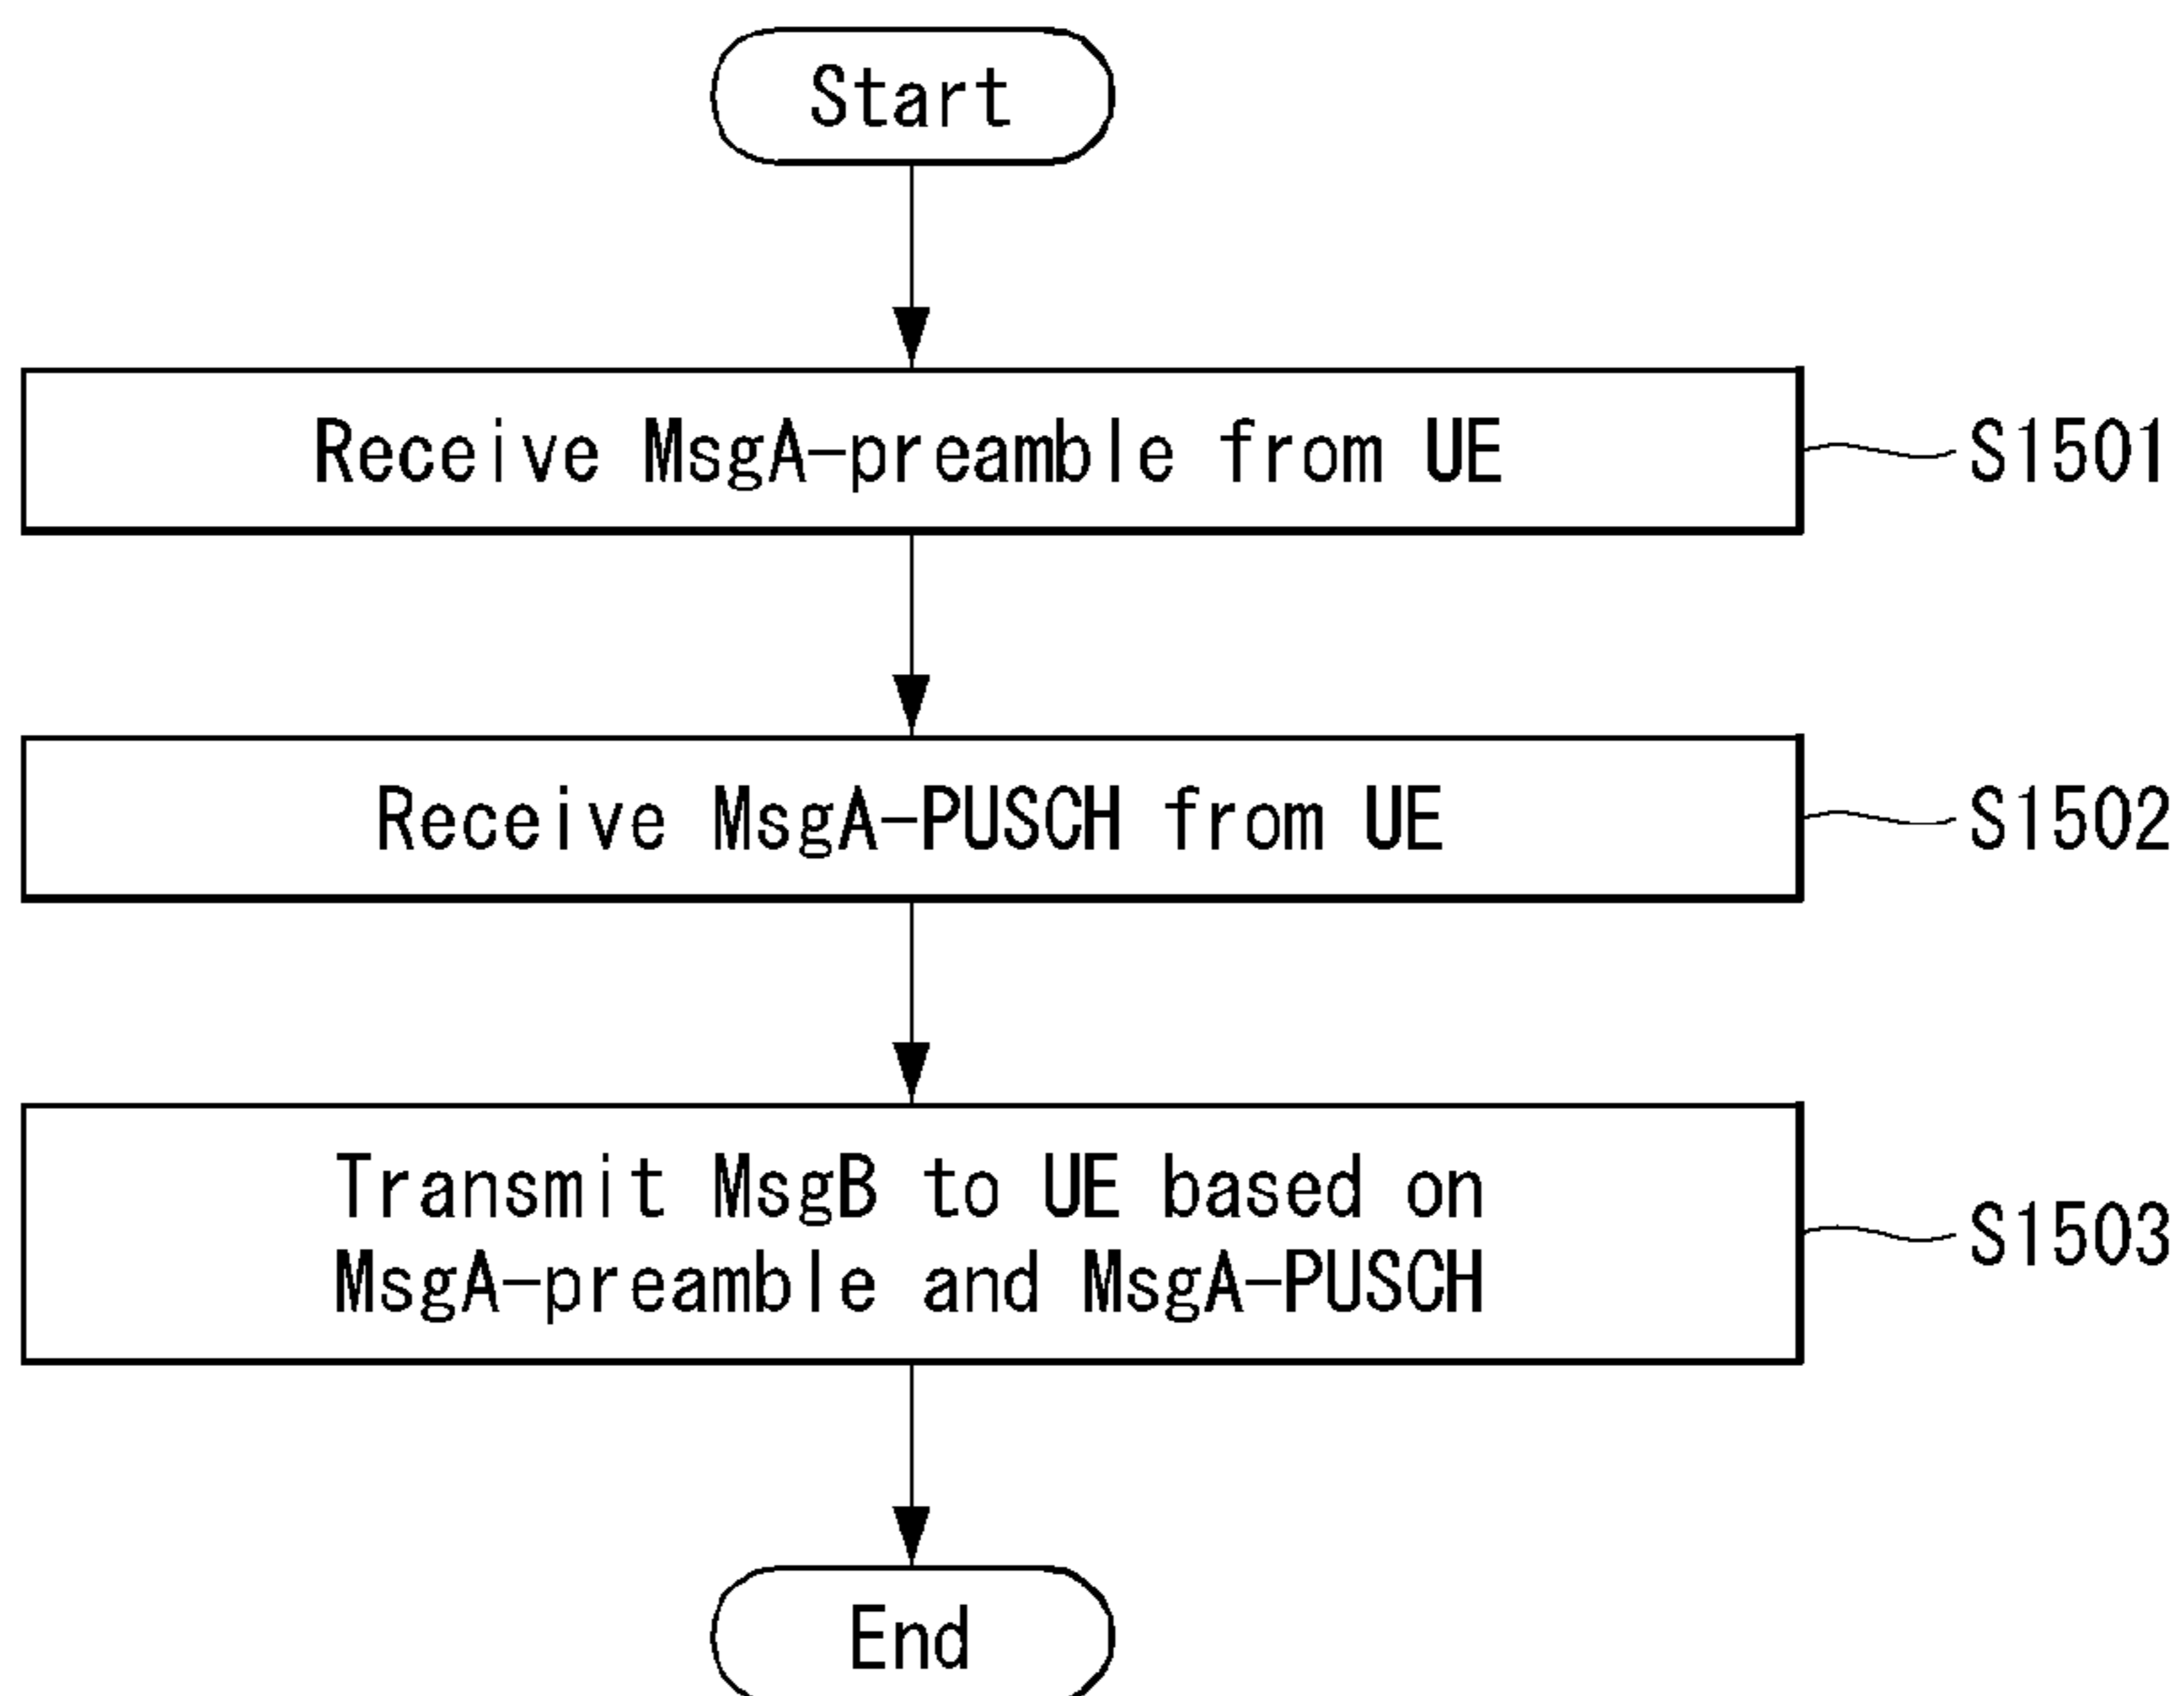 Start
Receive MsgA-preamble from UE
S1501
Receive MsgA-PUSCH from UE
S1502
Transmit MsgB to UE based on
MsgA-preamble and MsgA-PUSCH
S1503
End